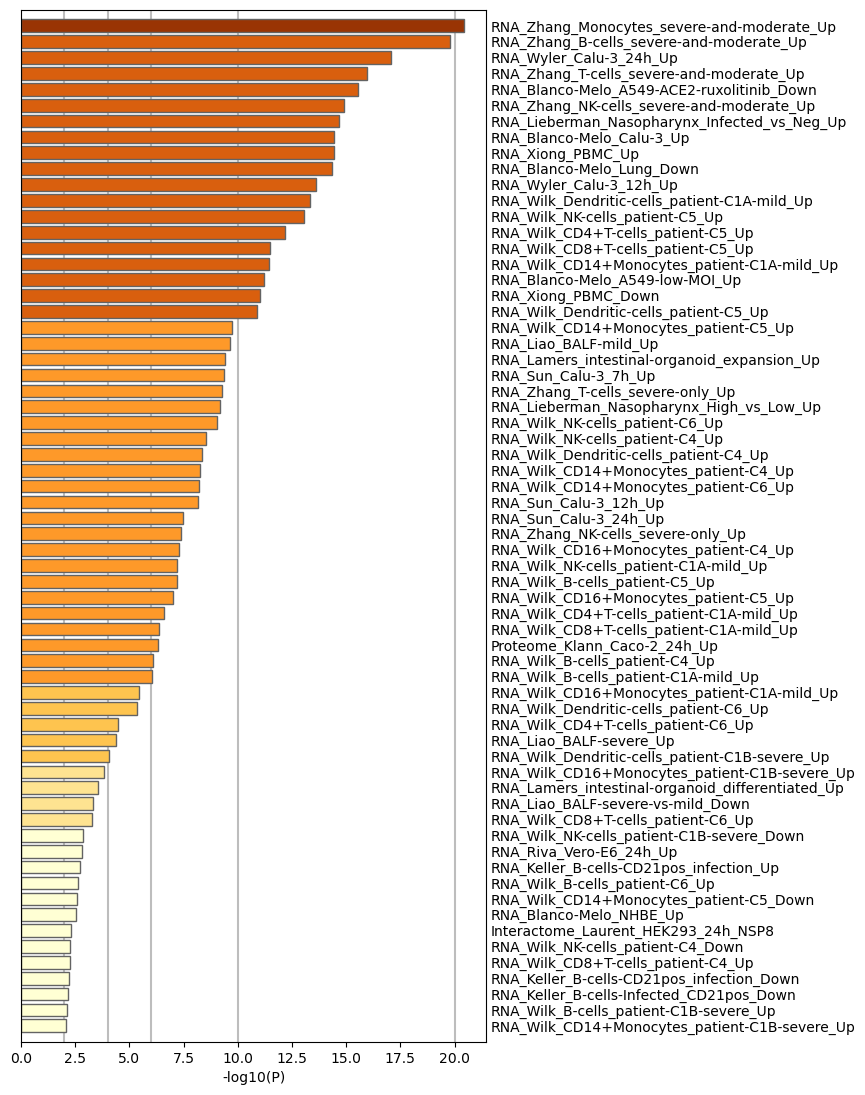 RNA_Zhang_Monocytes_severe-and-moderate_Up
RNA_Zhang_B-cells_severe-and-moderate_Up
RNA_Wyler_Calu-3_24h_Up
RNA_Zhang_T-cells_severe-and-moderate_Up
RNA_Blanco-Melo_A549-ACE2-ruxolitinib_Down
RNA_Zhang_NK-cells_severe-and-moderate_Up
RNA_Lieberman_Nasopharynx_Infected_vs_Neg_Up
RNA_Blanco-Melo_Calu-3_Up
RNA_Xiong_PBMC_Up
RNA_Blanco-Melo_Lung_Down
RNA_Wyler_Calu-3_12h_Up
RNA_Wilk_Dendritic-cells_patient-C1A-mild_Up
RNA_Wilk_NK-cells_patient-C5_Up
RNA_Wilk_CD4+T-cells_patient-C5_Up
RNA_Wilk_CD8+T-cells_patient-C5_Up
RNA_Wilk_CD14+Monocytes_patient-C1A-mild_Up
RNA_Blanco-Melo_A549-low-MOI_Up
RNA_Xiong_PBMC_Down
RNA_Wilk_Dendritic-cells_patient-C5_Up
RNA_Wilk_CD14+Monocytes_patient-C5_Up
RNA_Liao_BALF-mild_Up
RNA_Lamers_intestinal-organoid_expansion_Up
RNA_Sun_Calu-3_7h_Up
RNA_Zhang_T-cells_severe-only_Up
RNA_Lieberman_Nasopharynx_High_vs_Low_Up
RNA_Wilk_NK-cells_patient-C6_Up
RNA_Wilk_NK-cells_patient-C4_Up
RNA_Wilk_Dendritic-cells_patient-C4_Up
RNA_Wilk_CD14+Monocytes_patient-C4_Up
RNA_Wilk_CD14+Monocytes_patient-C6_Up
RNA_Sun_Calu-3_12h_Up
RNA_Sun_Calu-3_24h_Up
RNA_Zhang_NK-cells_severe-only_Up
RNA_Wilk_CD16+Monocytes_patient-C4_Up
RNA_Wilk_NK-cells_patient-C1A-mild_Up
RNA_Wilk_B-cells_patient-C5_Up
RNA_Wilk_CD16+Monocytes_patient-C5_Up
RNA_Wilk_CD4+T-cells_patient-C1A-mild_Up
RNA_Wilk_CD8+T-cells_patient-C1A-mild_Up
Proteome_Klann_Caco-2_24h_Up
RNA_Wilk_B-cells_patient-C4_Up
RNA_Wilk_B-cells_patient-C1A-mild_Up
RNA_Wilk_CD16+Monocytes_patient-C1A-mild_Up
RNA_Wilk_Dendritic-cells_patient-C6_Up
RNA_Wilk_CD4+T-cells_patient-C6_Up
RNA_Liao_BALF-severe_Up
RNA_Wilk_Dendritic-cells_patient-C1B-severe_Up
RNA_Wilk_CD16+Monocytes_patient-C1B-severe_Up
RNA_Lamers_intestinal-organoid_differentiated_Up
RNA_Liao_BALF-severe-vs-mild_Down
RNA_Wilk_CD8+T-cells_patient-C6_Up
RNA_Wilk_NK-cells_patient-C1B-severe_Down
RNA_Riva_Vero-E6_24h_Up
RNA_Keller_B-cells-CD21pos_infection_Up
RNA_Wilk_B-cells_patient-C6_Up
RNA_Wilk_CD14+Monocytes_patient-C5_Down
RNA_Blanco-Melo_NHBE_Up
Interactome_Laurent_HEK293_24h_NSP8
RNA_Wilk_NK-cells_patient-C4_Down
RNA_Wilk_CD8+T-cells_patient-C4_Up
RNA_Keller_B-cells-CD21pos_infection_Down
RNA_Keller_B-cells-Infected_CD21pos_Down
RNA_Wilk_B-cells_patient-C1B-severe_Up
RNA_Wilk_CD14+Monocytes_patient-C1B-severe_Up
0.0 2.5 5.0 7.5 10.0 12.5 15.0 17.5 20.0
-log10(P)